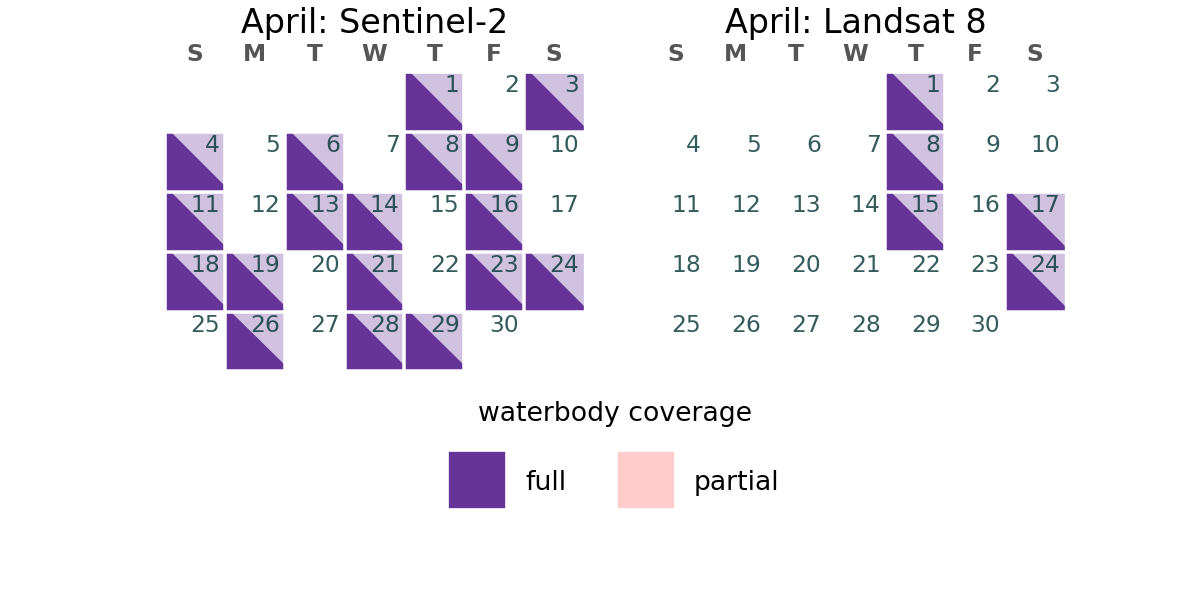 April: Sentinel-2
S M T W T F S
1 2 3
4 5 6 7 8 9 10
11 12 13 14 15 16 17
18 19 20 21 22 23 24
25 26 27 28 29 30
April: Landsat 8
S M T W T F S
1 2 3
4 5 6 7 8 9 10
11 12 13 14 15 16 17
18 19 20 21 22 23 24
25 26 27 28 29 30
waterbody coverage
full partial